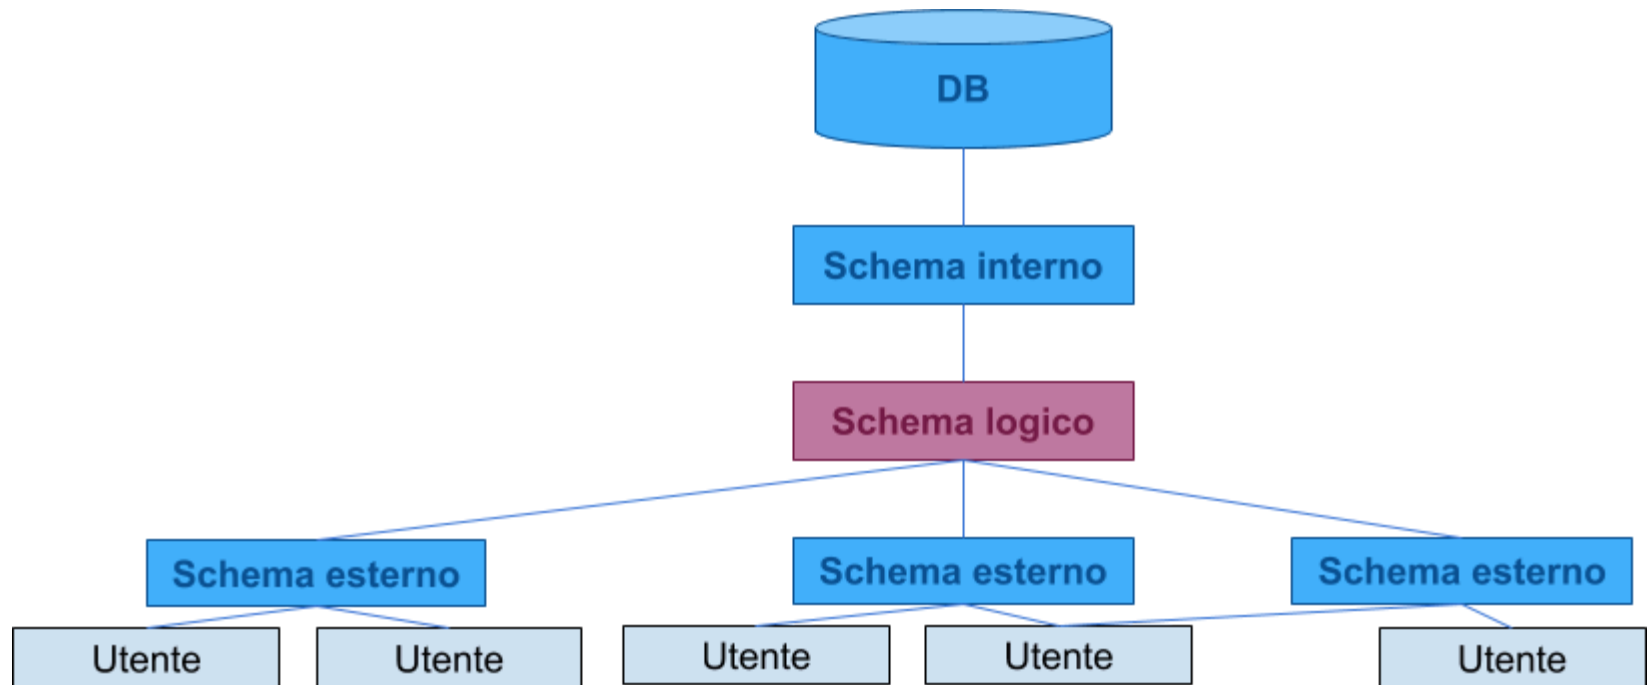 DB
Schema interno
Schema logico
Schema esterno
Schema esterno
Schema esterno
Utente
Utente
Utente
Utente
Utente